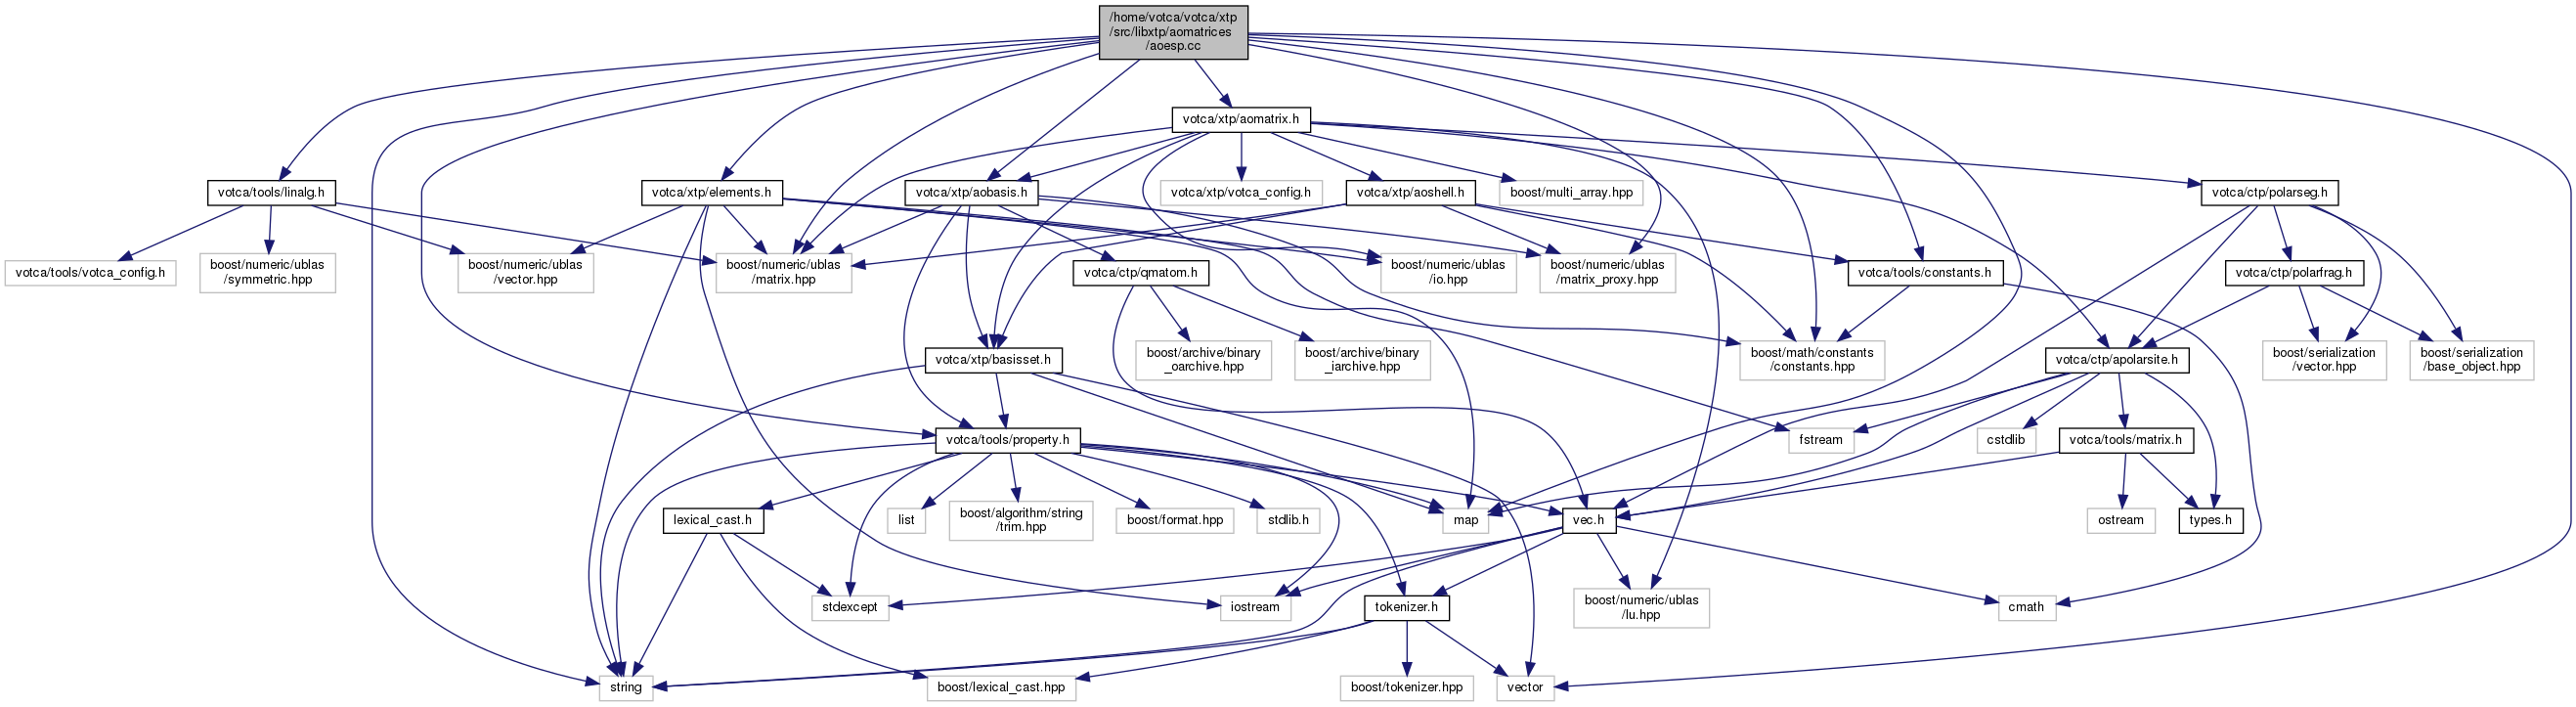 /home/votca/votca/xtp
/src/libxtp/aomatrices
/aoesp.cc
votca/xtp/aomatrix.h
votca/tools/linalg.h
votca/xtp/elements.h
votca/xtp/aobasis.h
votca/xtp/votca_config.h
votca/xtp/aoshell.h
boost/multi_array.hpp
votca/ctp/polarseg.h
votca/tools/votca_config.h
boost/numeric/ublas
/symmetric.hpp
boost/numeric/ublas
/vector.hpp
boost/numeric/ublas
/matrix.hpp
votca/ctp/qmatom.h
boost/numeric/ublas
/io.hpp
boost/numeric/ublas
/matrix_proxy.hpp
votca/tools/constants.h
votca/ctp/polarfrag.h
votca/xtp/basisset.h
boost/archive/binary
_oarchive.hpp
boost/archive/binary
_iarchive.hpp
boost/math/constants
/constants.hpp
votca/ctp/apolarsite.h
boost/serialization
/vector.hpp
boost/serialization
/base_object.hpp
votca/tools/property.h
fstream
cstdlib
votca/tools/matrix.h
lexical_cast.h
list
boost/algorithm/string
/trim.hpp
boost/format.hpp
stdlib.h
map
vec.h
ostream
types.h
stdexcept
iostream
tokenizer.h
boost/numeric/ublas
/lu.hpp
cmath
string
boost/lexical_cast.hpp
boost/tokenizer.hpp
vector